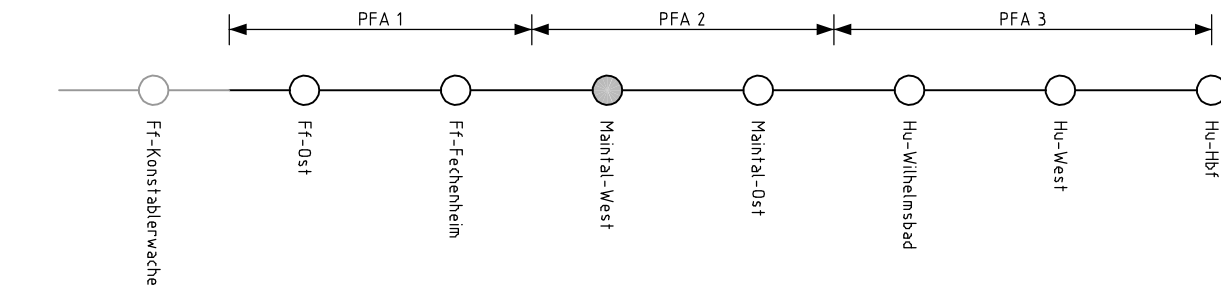 PFA 1
PFA 2
PFA 3
Ff-Konstablerwache
Ff-Ost
Ff-Fechenheim
Maintal-West
Maintal-Ost
Hu-Wilhelmsbad
Hu-West
Hu-Hbf